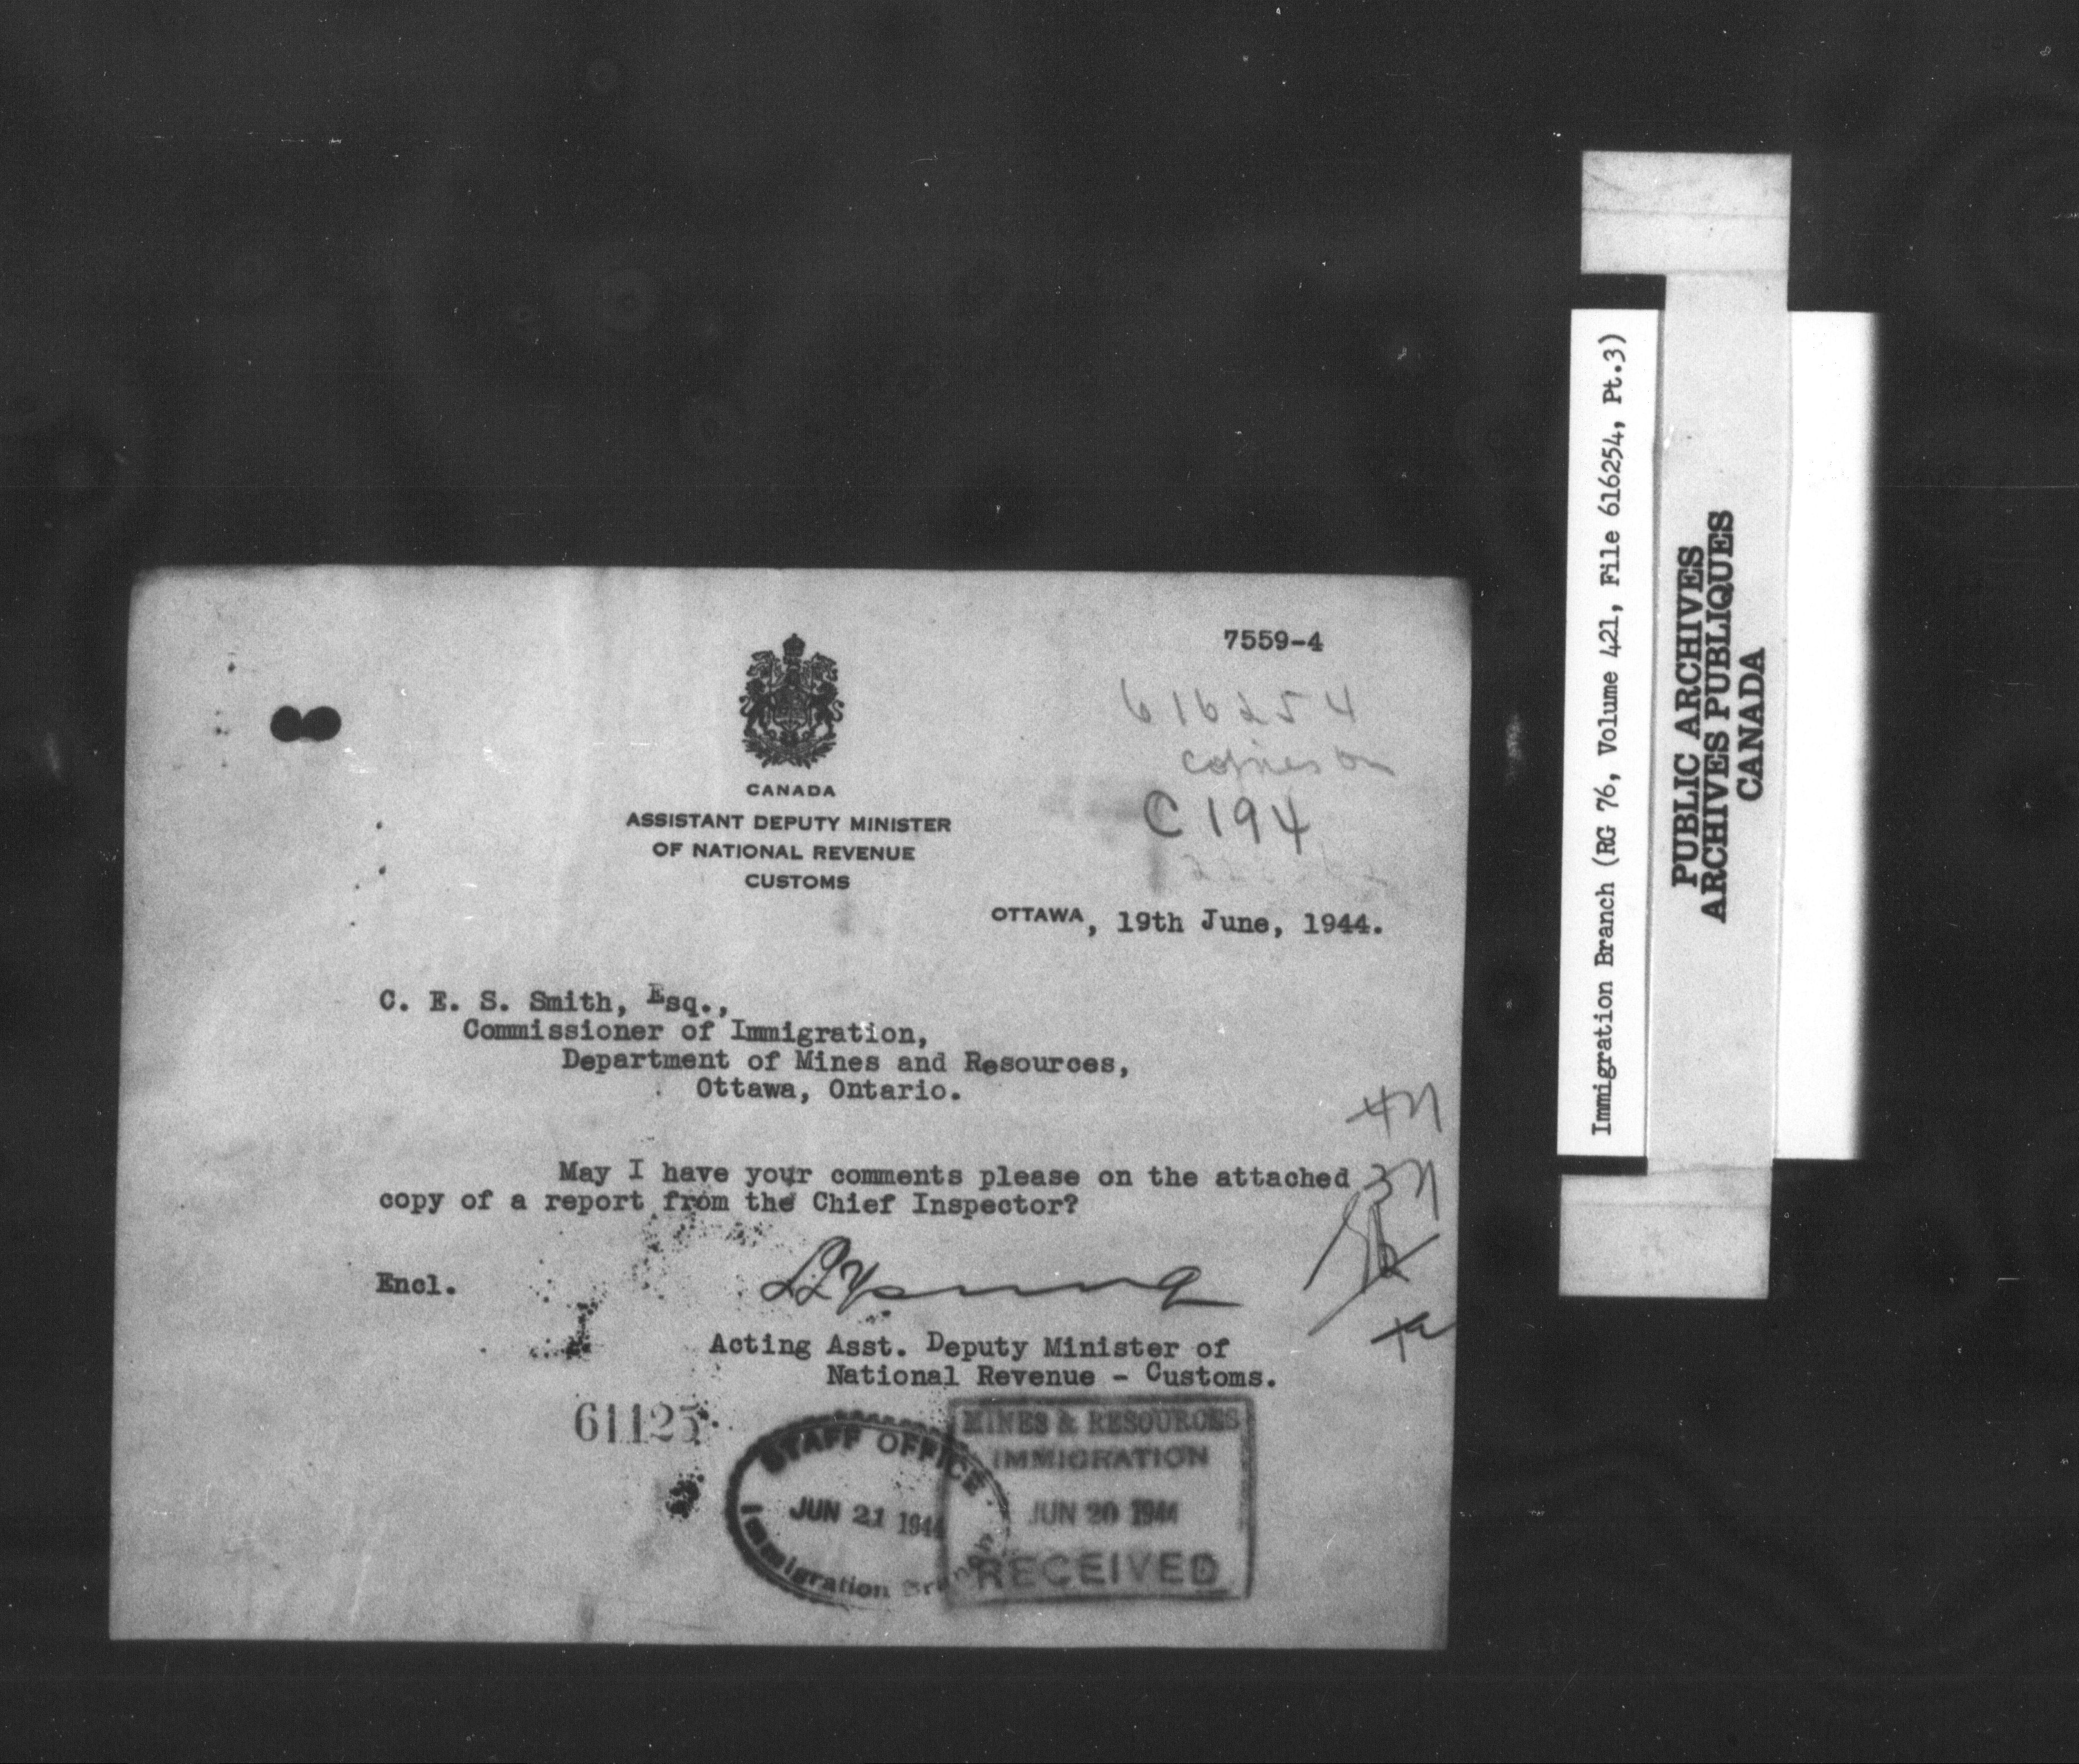 7559-4
616254
copies on
C194
CANADA
ASSISTANT DEPUTY MINISTER
OF NATIONAL REVENUE
CUSTOMS
OTTAWA, 19th June, 1944.
C. E. S. Smith, Esq.,
Commissioner of Immigration,
Department of Mines and Resources,
Ottawa, Ontario.
May I have your comments please on the attached
copy of a report from the Chief Inspector?
Encl.
Acting Asst. Deputy Minister of
National Revenue - Customs.
61125
STAFF OFFICE
JUN 21 1944
Immigration Branch
MINES & RESOURCES
IMMIGRATION
JUN 20 1944
RECEIVED
Immigration Branch (RG 76, Volume 421, File 616254, Pt.3)
PUBLIC ARCHIVES
ARCHIVES PUBLIQUES
CANADA